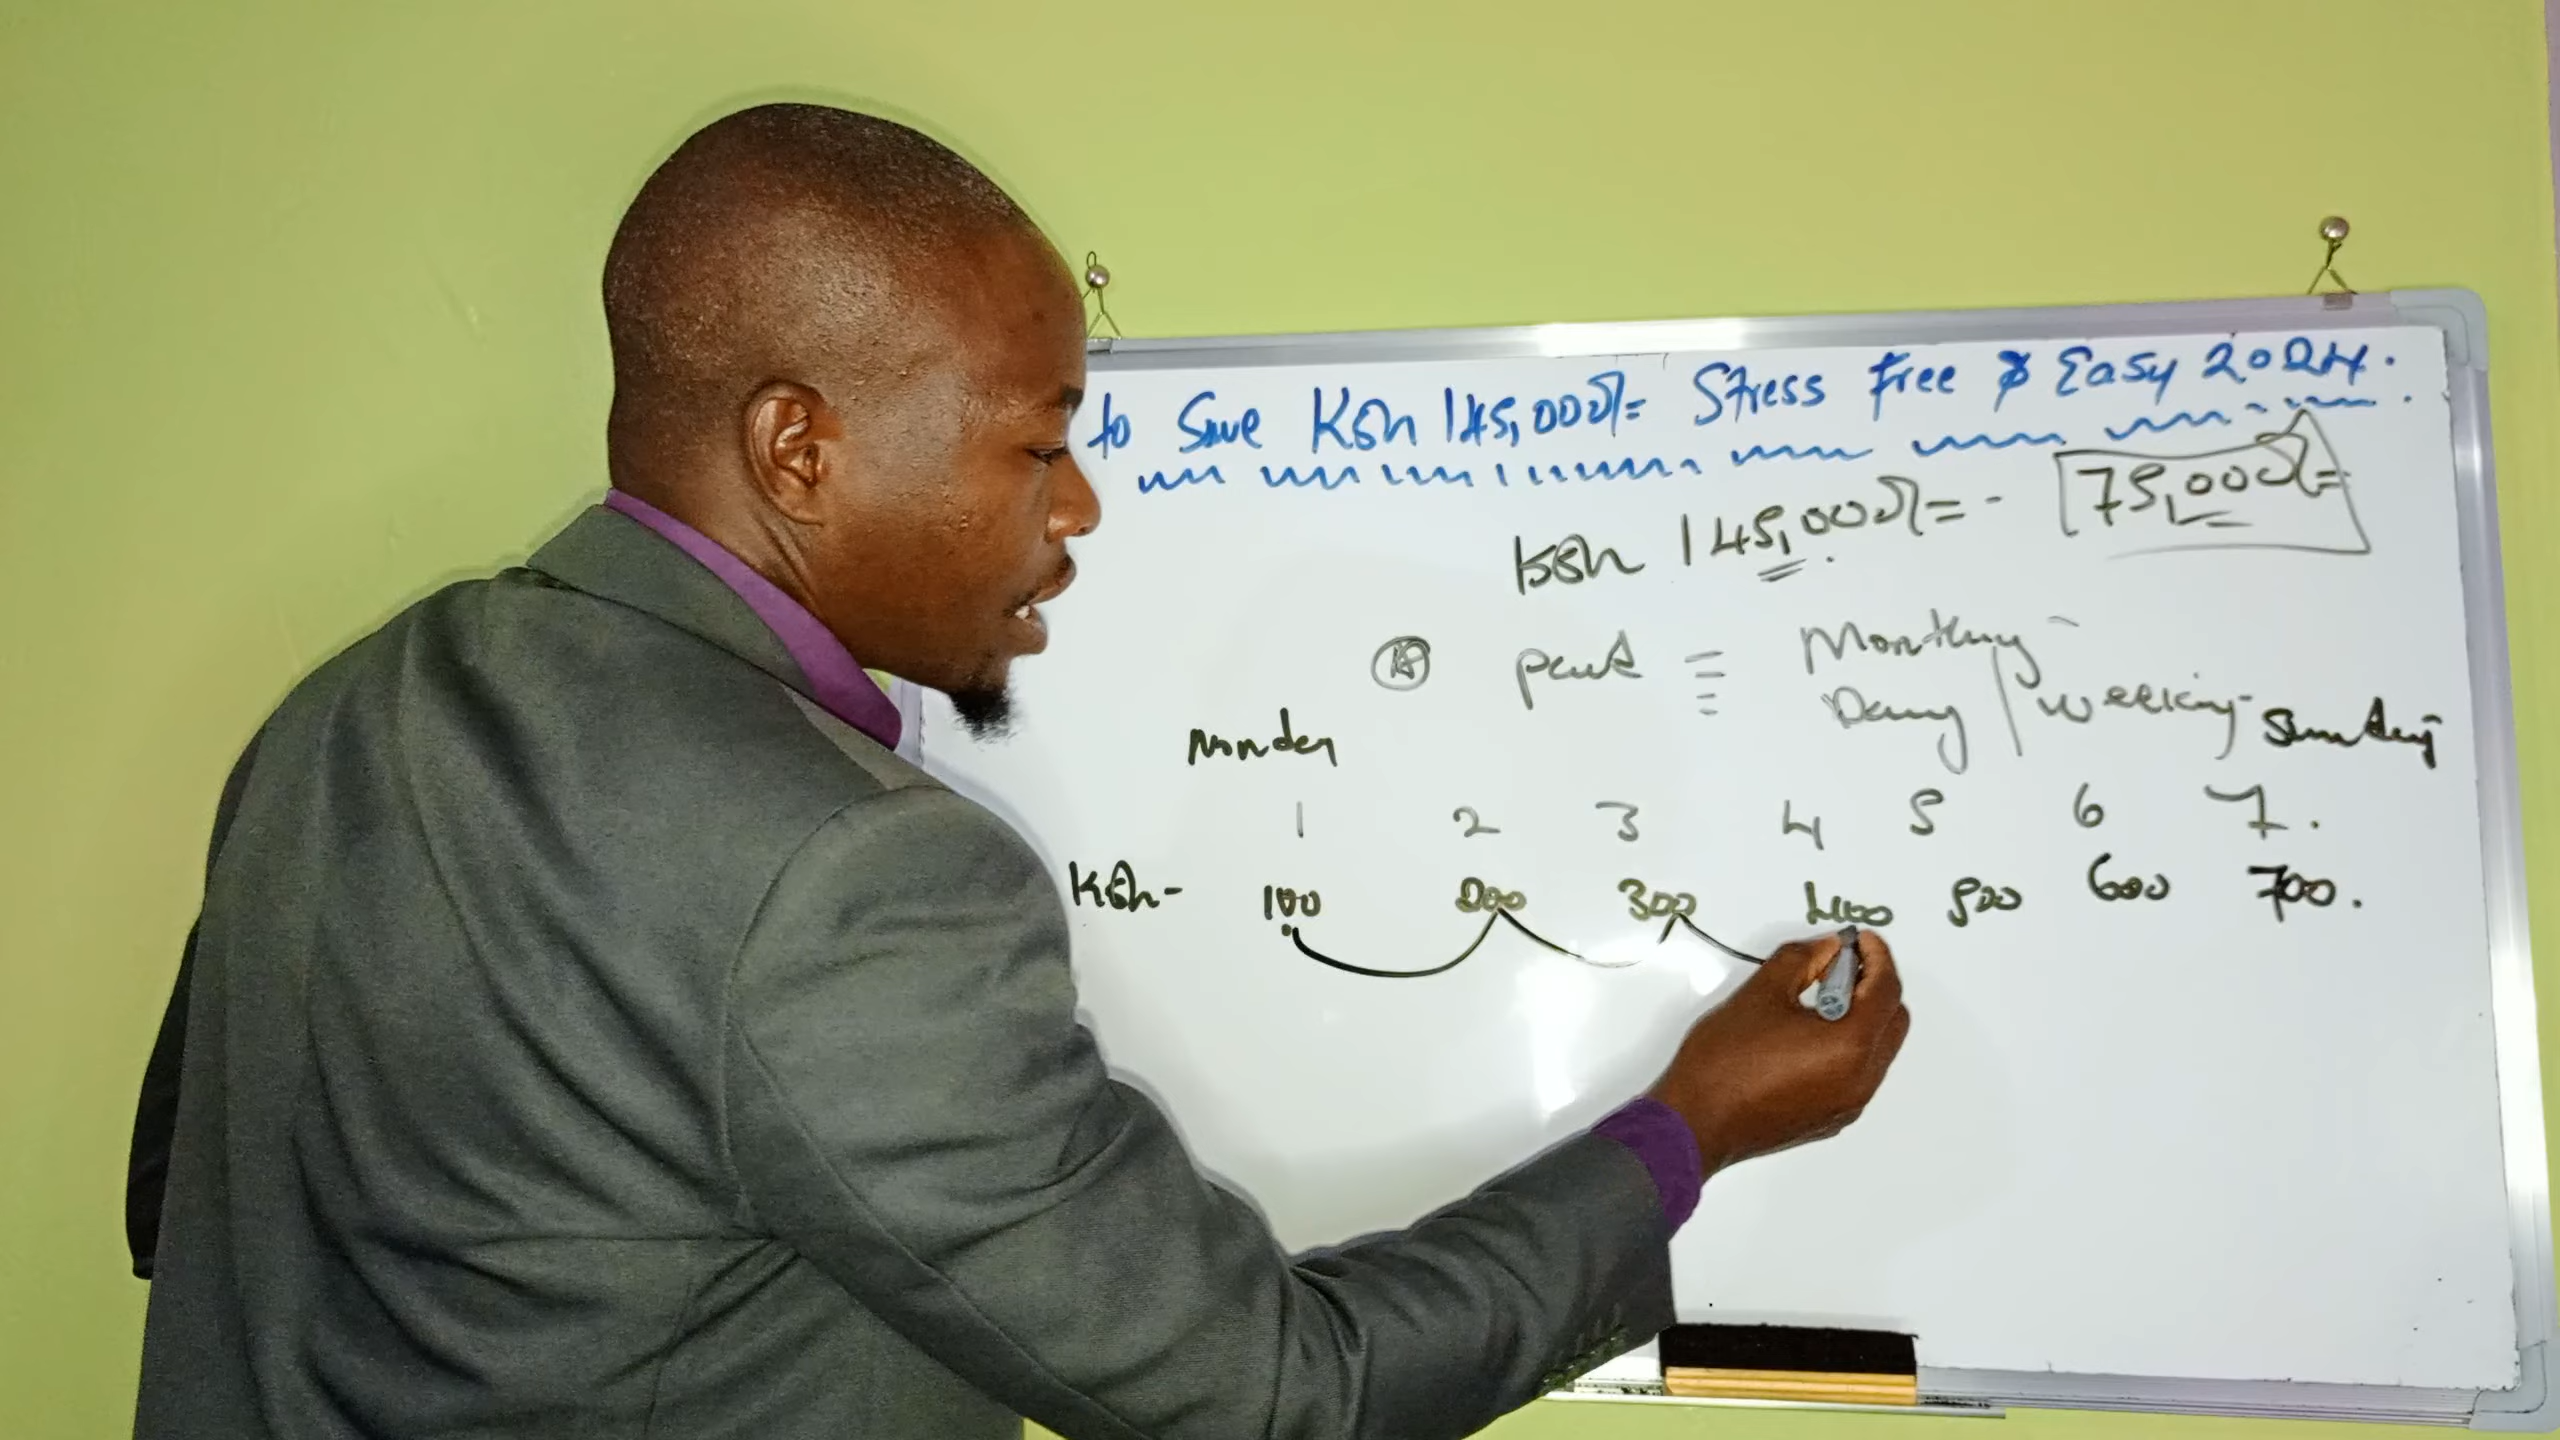 to Save Ksh 145,000/= Stress Free & Easy 2024.
Ksh 145,000/= - 75,000/=
Past Monthly
Daily / Weekly
Monday Sunday
1 2 3 4 5 6 7.
Ksh- 100 200 300 400 500 600 700.